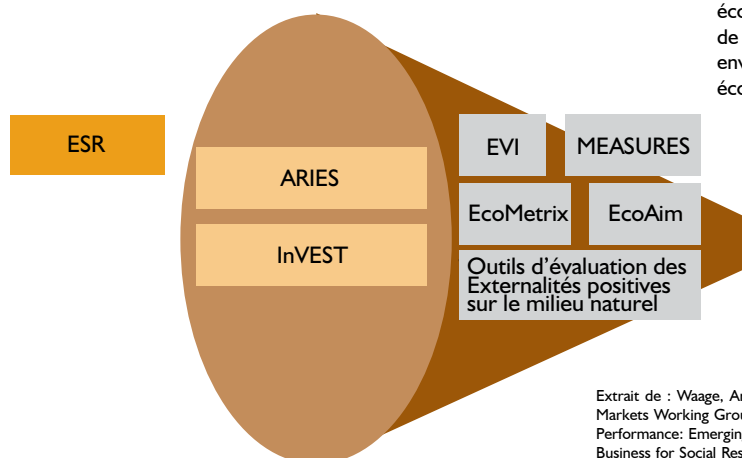 éco
de
env
éco
ESR
ARIES
InVEST
EVI
MEASURES
EcoMetrix
EcoAim
Outils d’évaluation des
Externalités positives
sur le milieu naturel
Extrait de : Waage, Ar
Markets Working Grou
Performance: Emergin
Business for Social Res